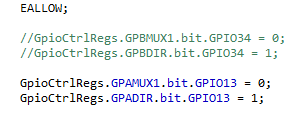 EALLOW;
//GpioCtrlRegs.GPBMUX1.bit.GPIO34 = 0;
//GpioCtrlRegs.GPBDIR.bit.GPIO34 = 1;
GpioCtrlRegs.GPAMUX1.bit.GPIO13 = 0;
GpioCtrlRegs.GPADIR.bit.GPIO13 = 1;